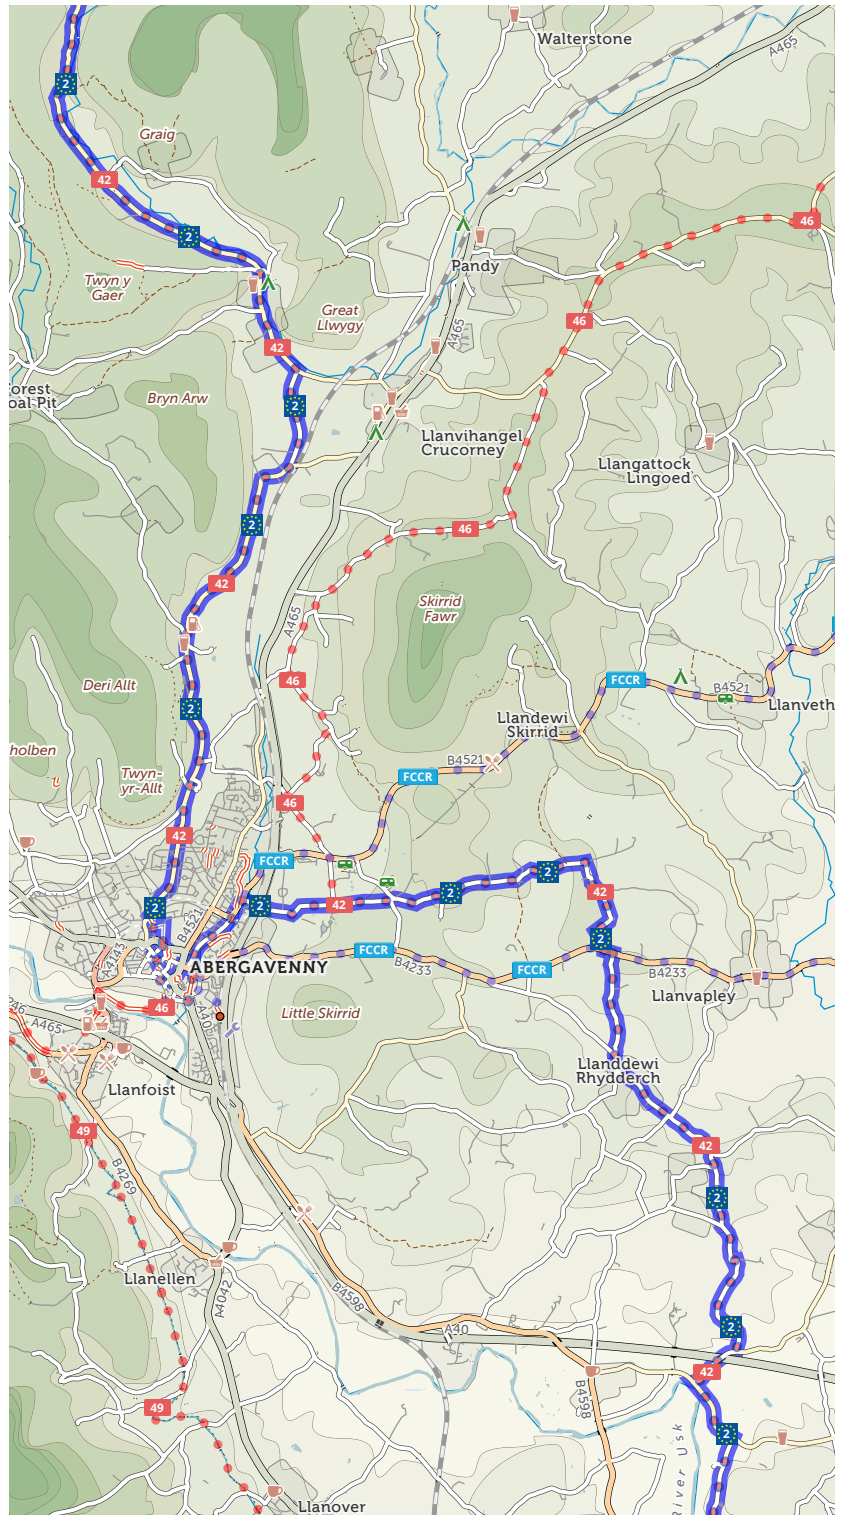 Walterstone
A465
2
Graig
42
46
2
Pandy
Twyn y
Gaer
Great
Llwygy
46
A465
42
Bryn Arw
2
Llanvihangel
Crucorney
Llangattock
Lingoed
2
46
42
Skirrid
Fawr
A465
46
FCCR
B4521
Deri Allt
2
Llandewi
Skirrid
Llanveth
holben
B4521
Twyn-
yr-Allt
FCCR
46
42
FCCR
2
2
42
2
2
42
B4521
A4143
ABERGAVENNY
FCCR
B4233
FCCR
2
B4233
Llanvapley
46
A40
Little Skirrid
246
A465
Llanddewi
Rhydderch
Llanfoist
49
42
B4269
2
Llanellen
A4042
B4598
A40
2
42
B4598
49
2
River Usk
Llanover